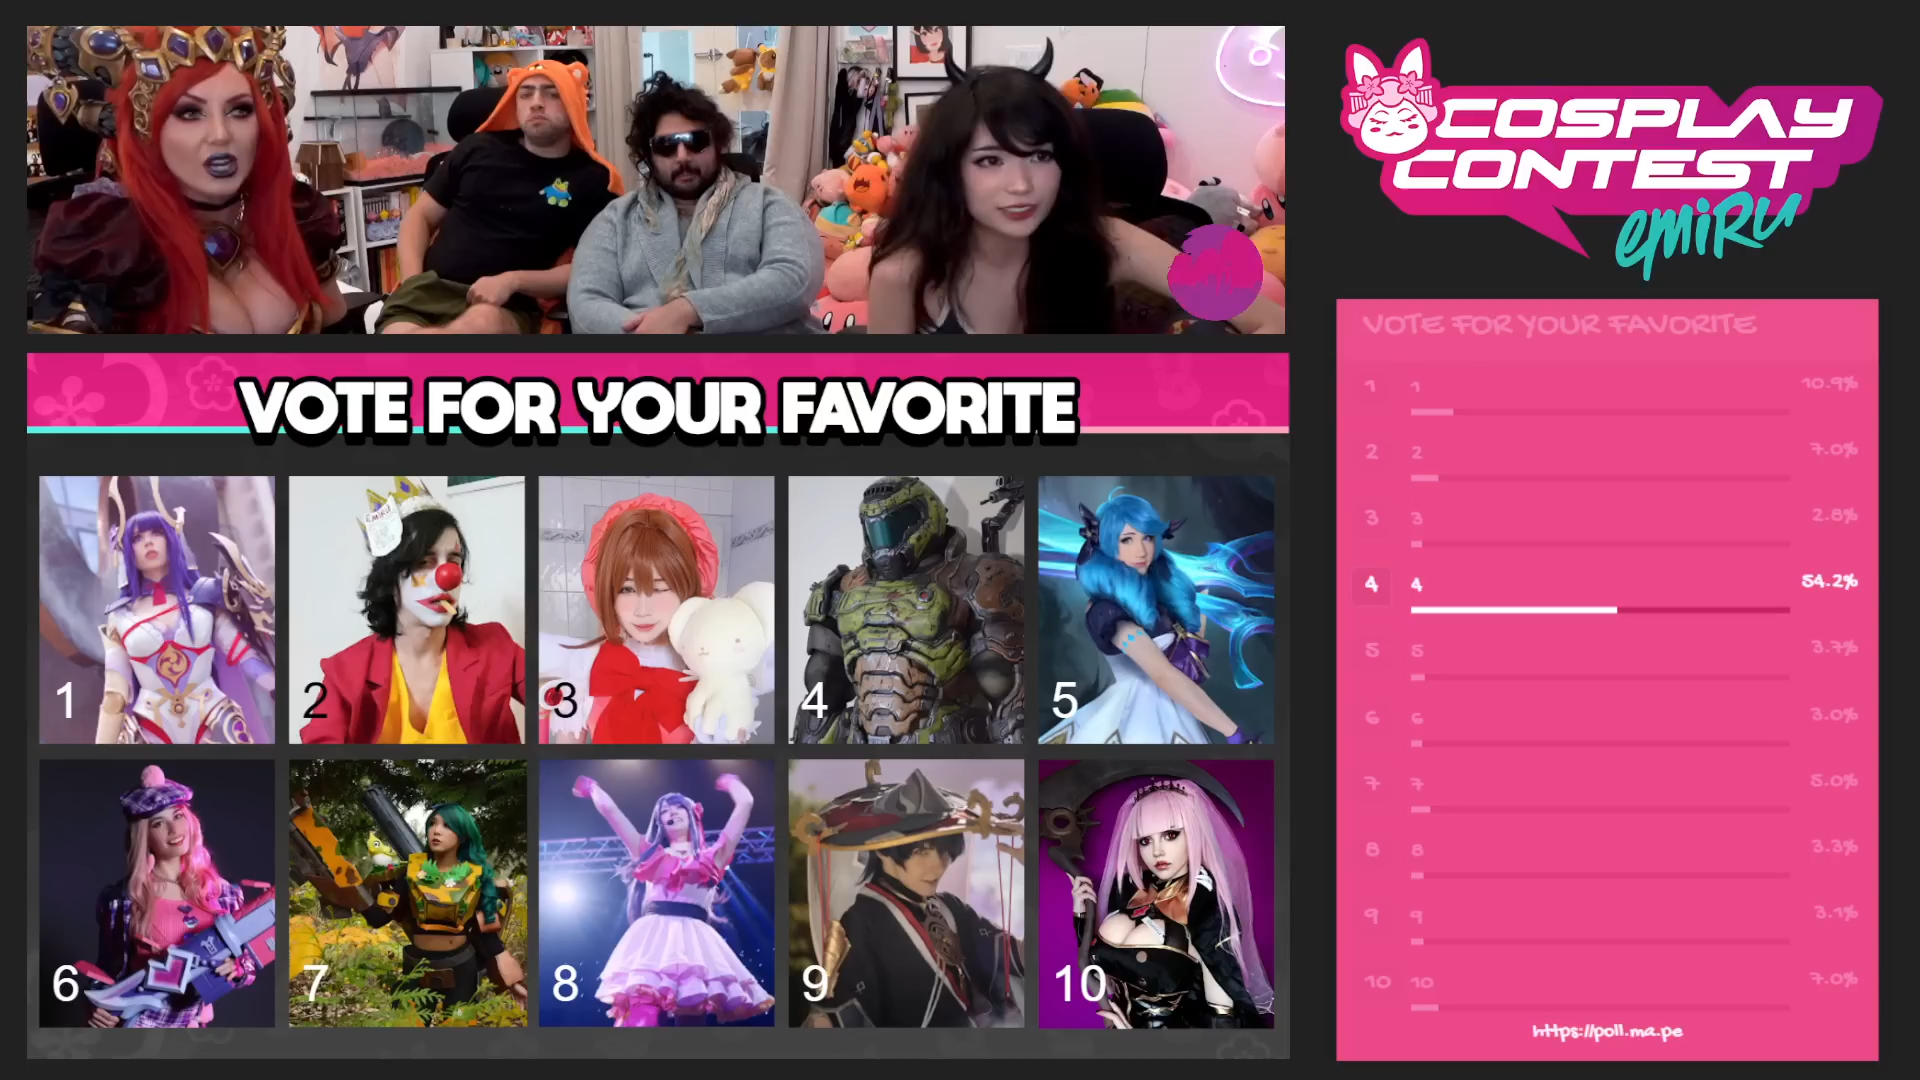 COSPLAY
CONTEST
emiru
VOTE FOR YOUR FAVORITE
EMIRU
1
2
3
4
5
6
7
8
9
10
VOTE FOR YOUR FAVORITE
1 1 10.9%
2 2 7.0%
3 3 2.8%
4 4 54.2%
5 5 3.7%
6 6 3.0%
7 7 5.0%
8 8 3.3%
9 9 3.1%
10 10 7.0%
https://poll.ma.pe